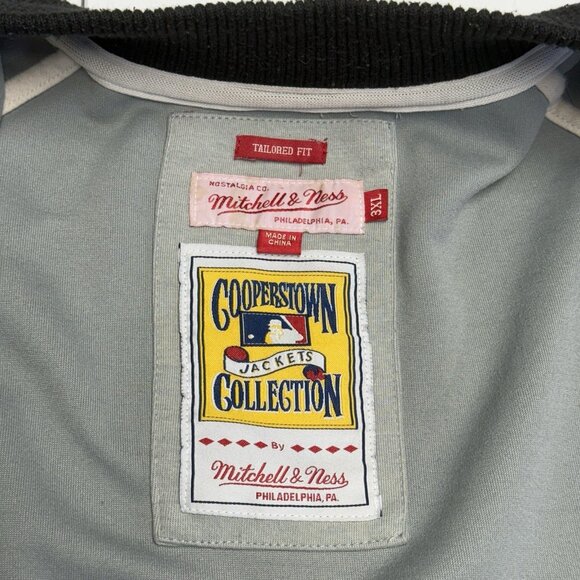 TAILORED FIT
NOSTALGIA CO.
Mitchell & Ness
PHILADELPHIA, PA.
3XL
MADE IN
CHINA
COOPERSTOWN
JACKETS
COLLECTION
By
Mitchell & Ness
PHILADELPHIA, PA.